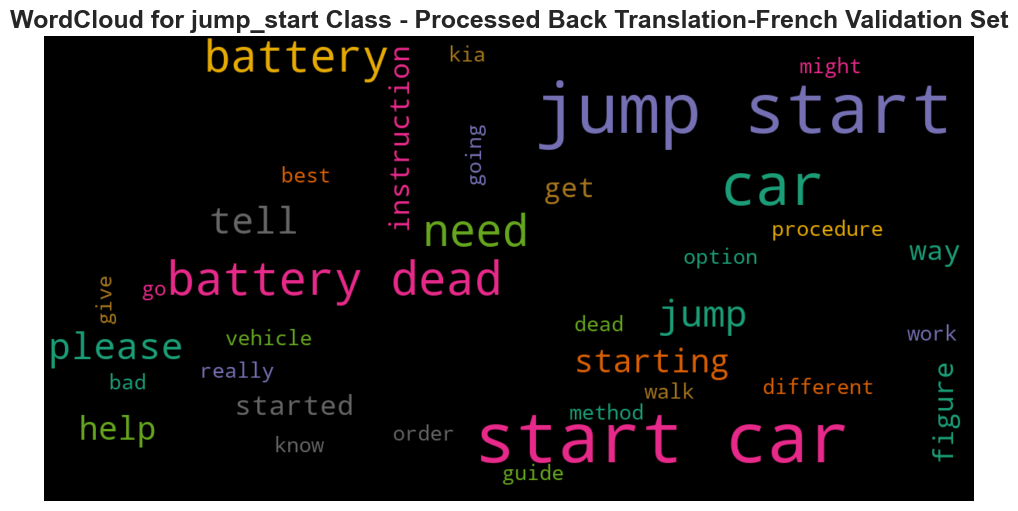 WordCloud for jump_start Class - Processed Back Translation-French Validation Set
battery
kia
might
instruction
jump start
going
best
get
car
tell
need
procedure
way
option
battery dead
go
give
jump
dead
vehicle
please
work
starting
really
bad
walk
different
figure
started
method
help
know
order
start car
guide